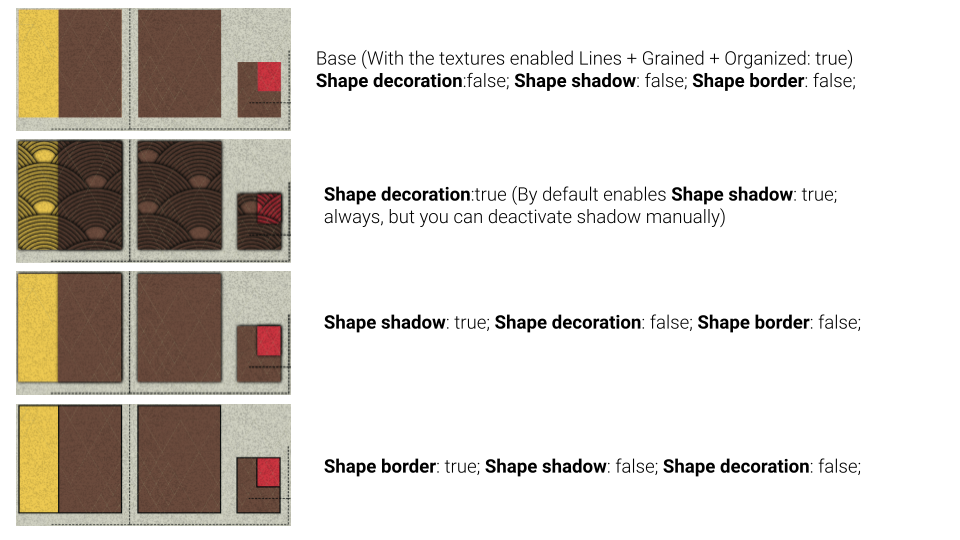 Base (With the textures enabled Lines + Grained + Organized: true)
Shape decoration:false; Shape shadow: false; Shape border: false;
Shape decoration:true (By default enables Shape shadow: true;
always, but you can deactivate shadow manually)
Shape shadow: true; Shape decoration: false; Shape border: false;
Shape border: true; Shape shadow: false; Shape decoration: false;